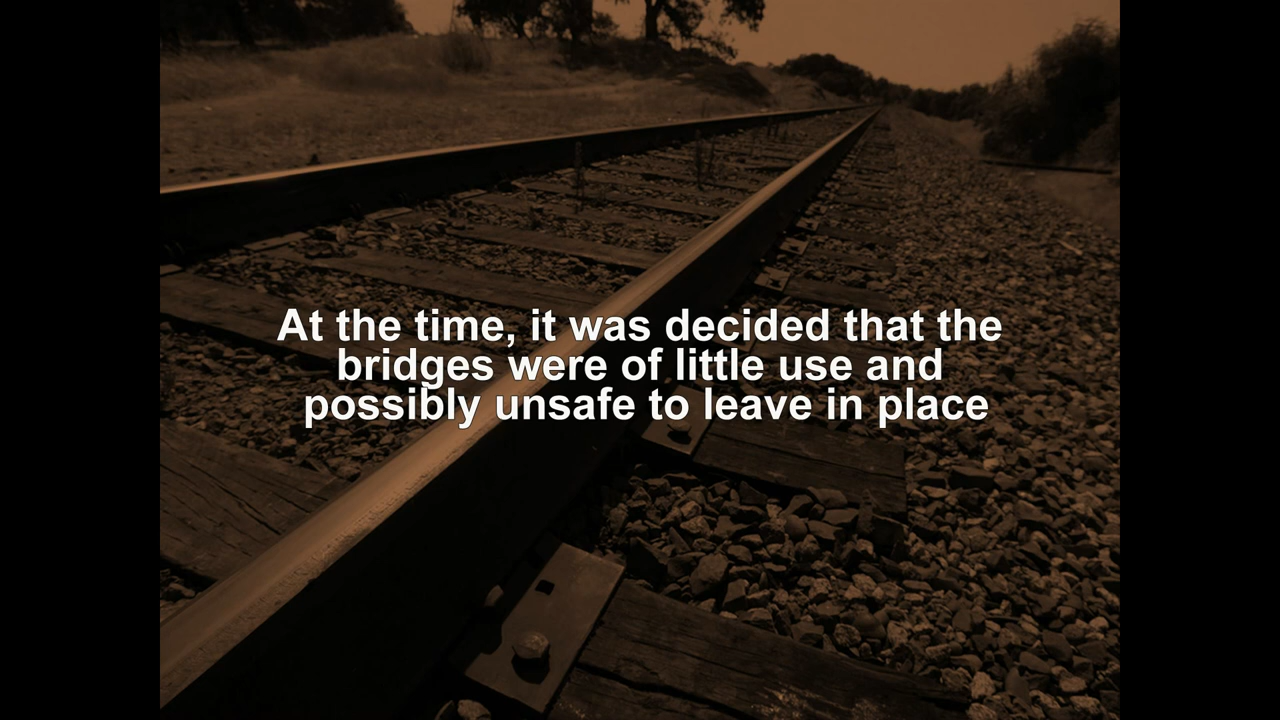 At the time, it was decided that the
bridges were of little use and
possibly unsafe to leave in place